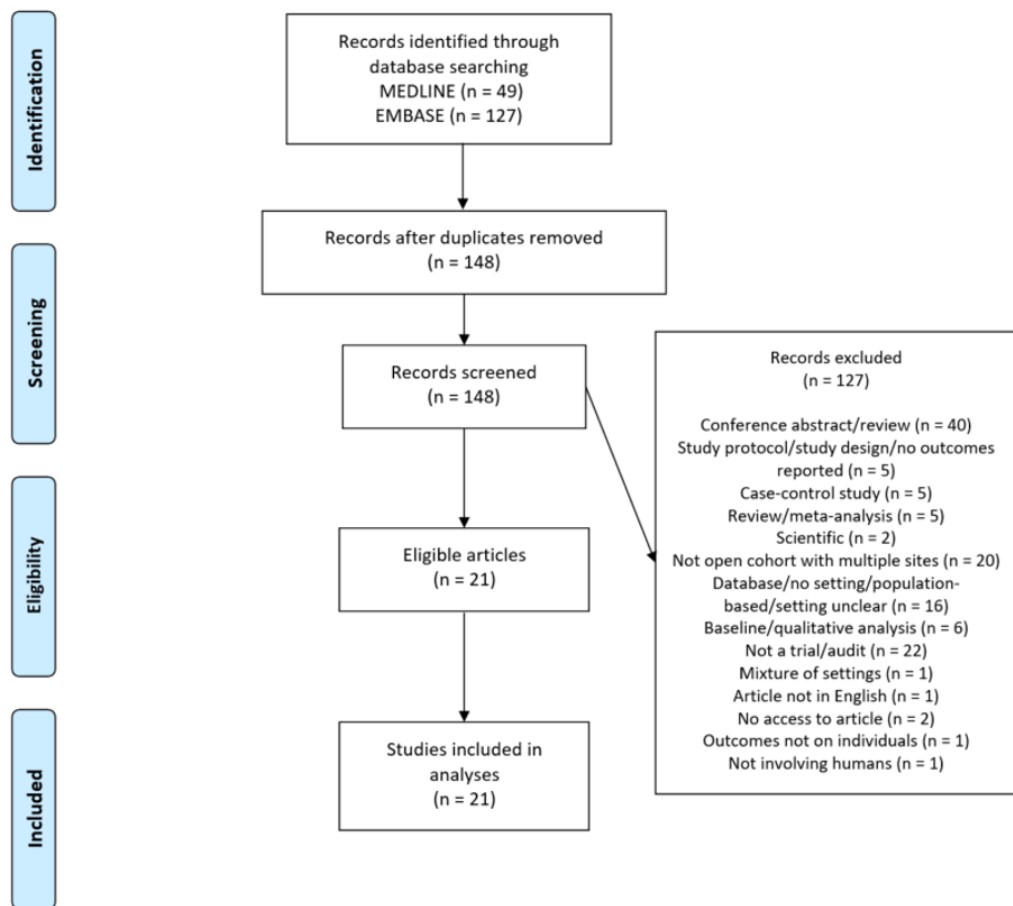 Identification
Records identified through
database searching
MEDLINE (n = 49)
EMBASE (n = 127)
Records after duplicates removed
(n = 148)
Screening
Records screened
(n = 148)
Records excluded
(n = 127)
Conference abstract/review (n = 40)
Study protocol/study design/no outcomes
reported (n = 5)
Case-control study (n = 5)
Review/meta-analysis (n = 5)
Scientific (n = 2)
Not open cohort with multiple sites (n = 20)
Database/no setting/population-
based/setting unclear (n = 16)
Baseline/qualitative analysis (n = 6)
Not a trial/audit (n = 22)
Mixture of settings (n = 1)
Article not in English (n = 1)
No access to article (n = 2)
Outcomes not on individuals (n = 1)
Not involving humans (n = 1)
Eligibility
Eligible articles
(n = 21)
Included
Studies included in
analyses
(n = 21)